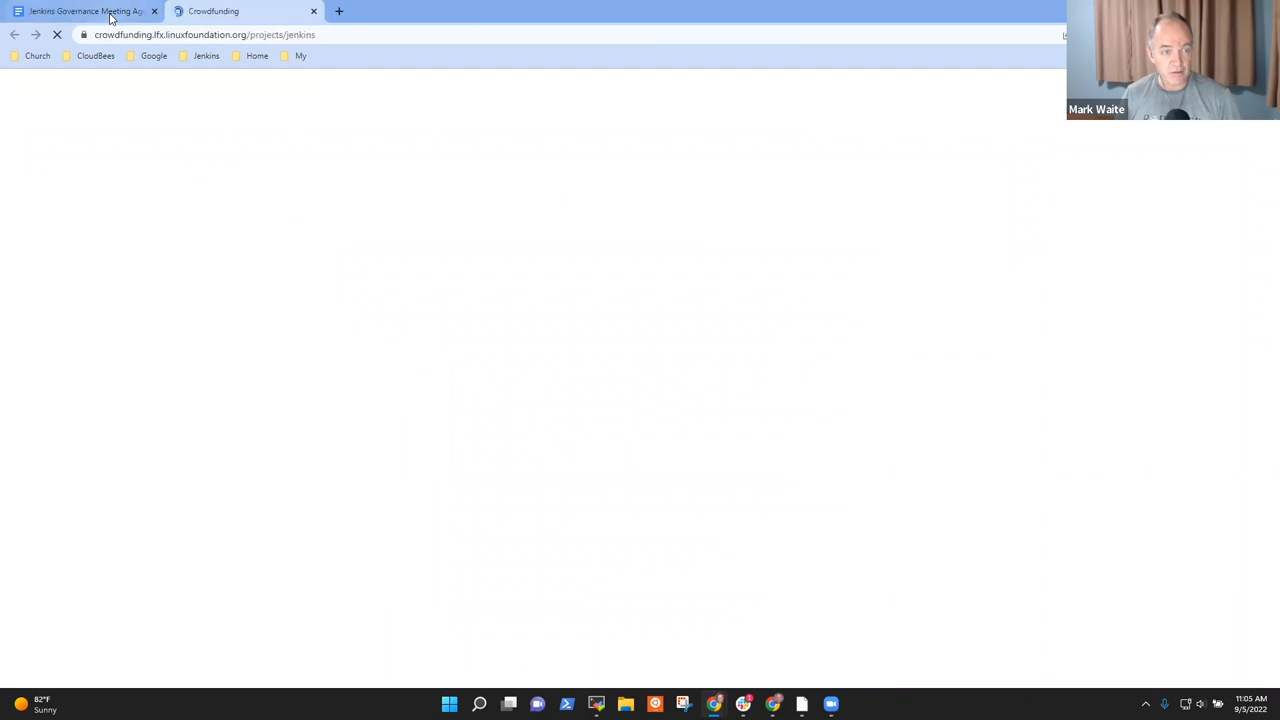 Jenkins Governance Meeting Ag
Crowdfunding
crowdfunding.lfx.linuxfoundation.org/projects/jenkins
Church
CloudBees
Google
Jenkins
Home
My
Mark Waite
82°F
Sunny
11:05 AM
9/5/2022